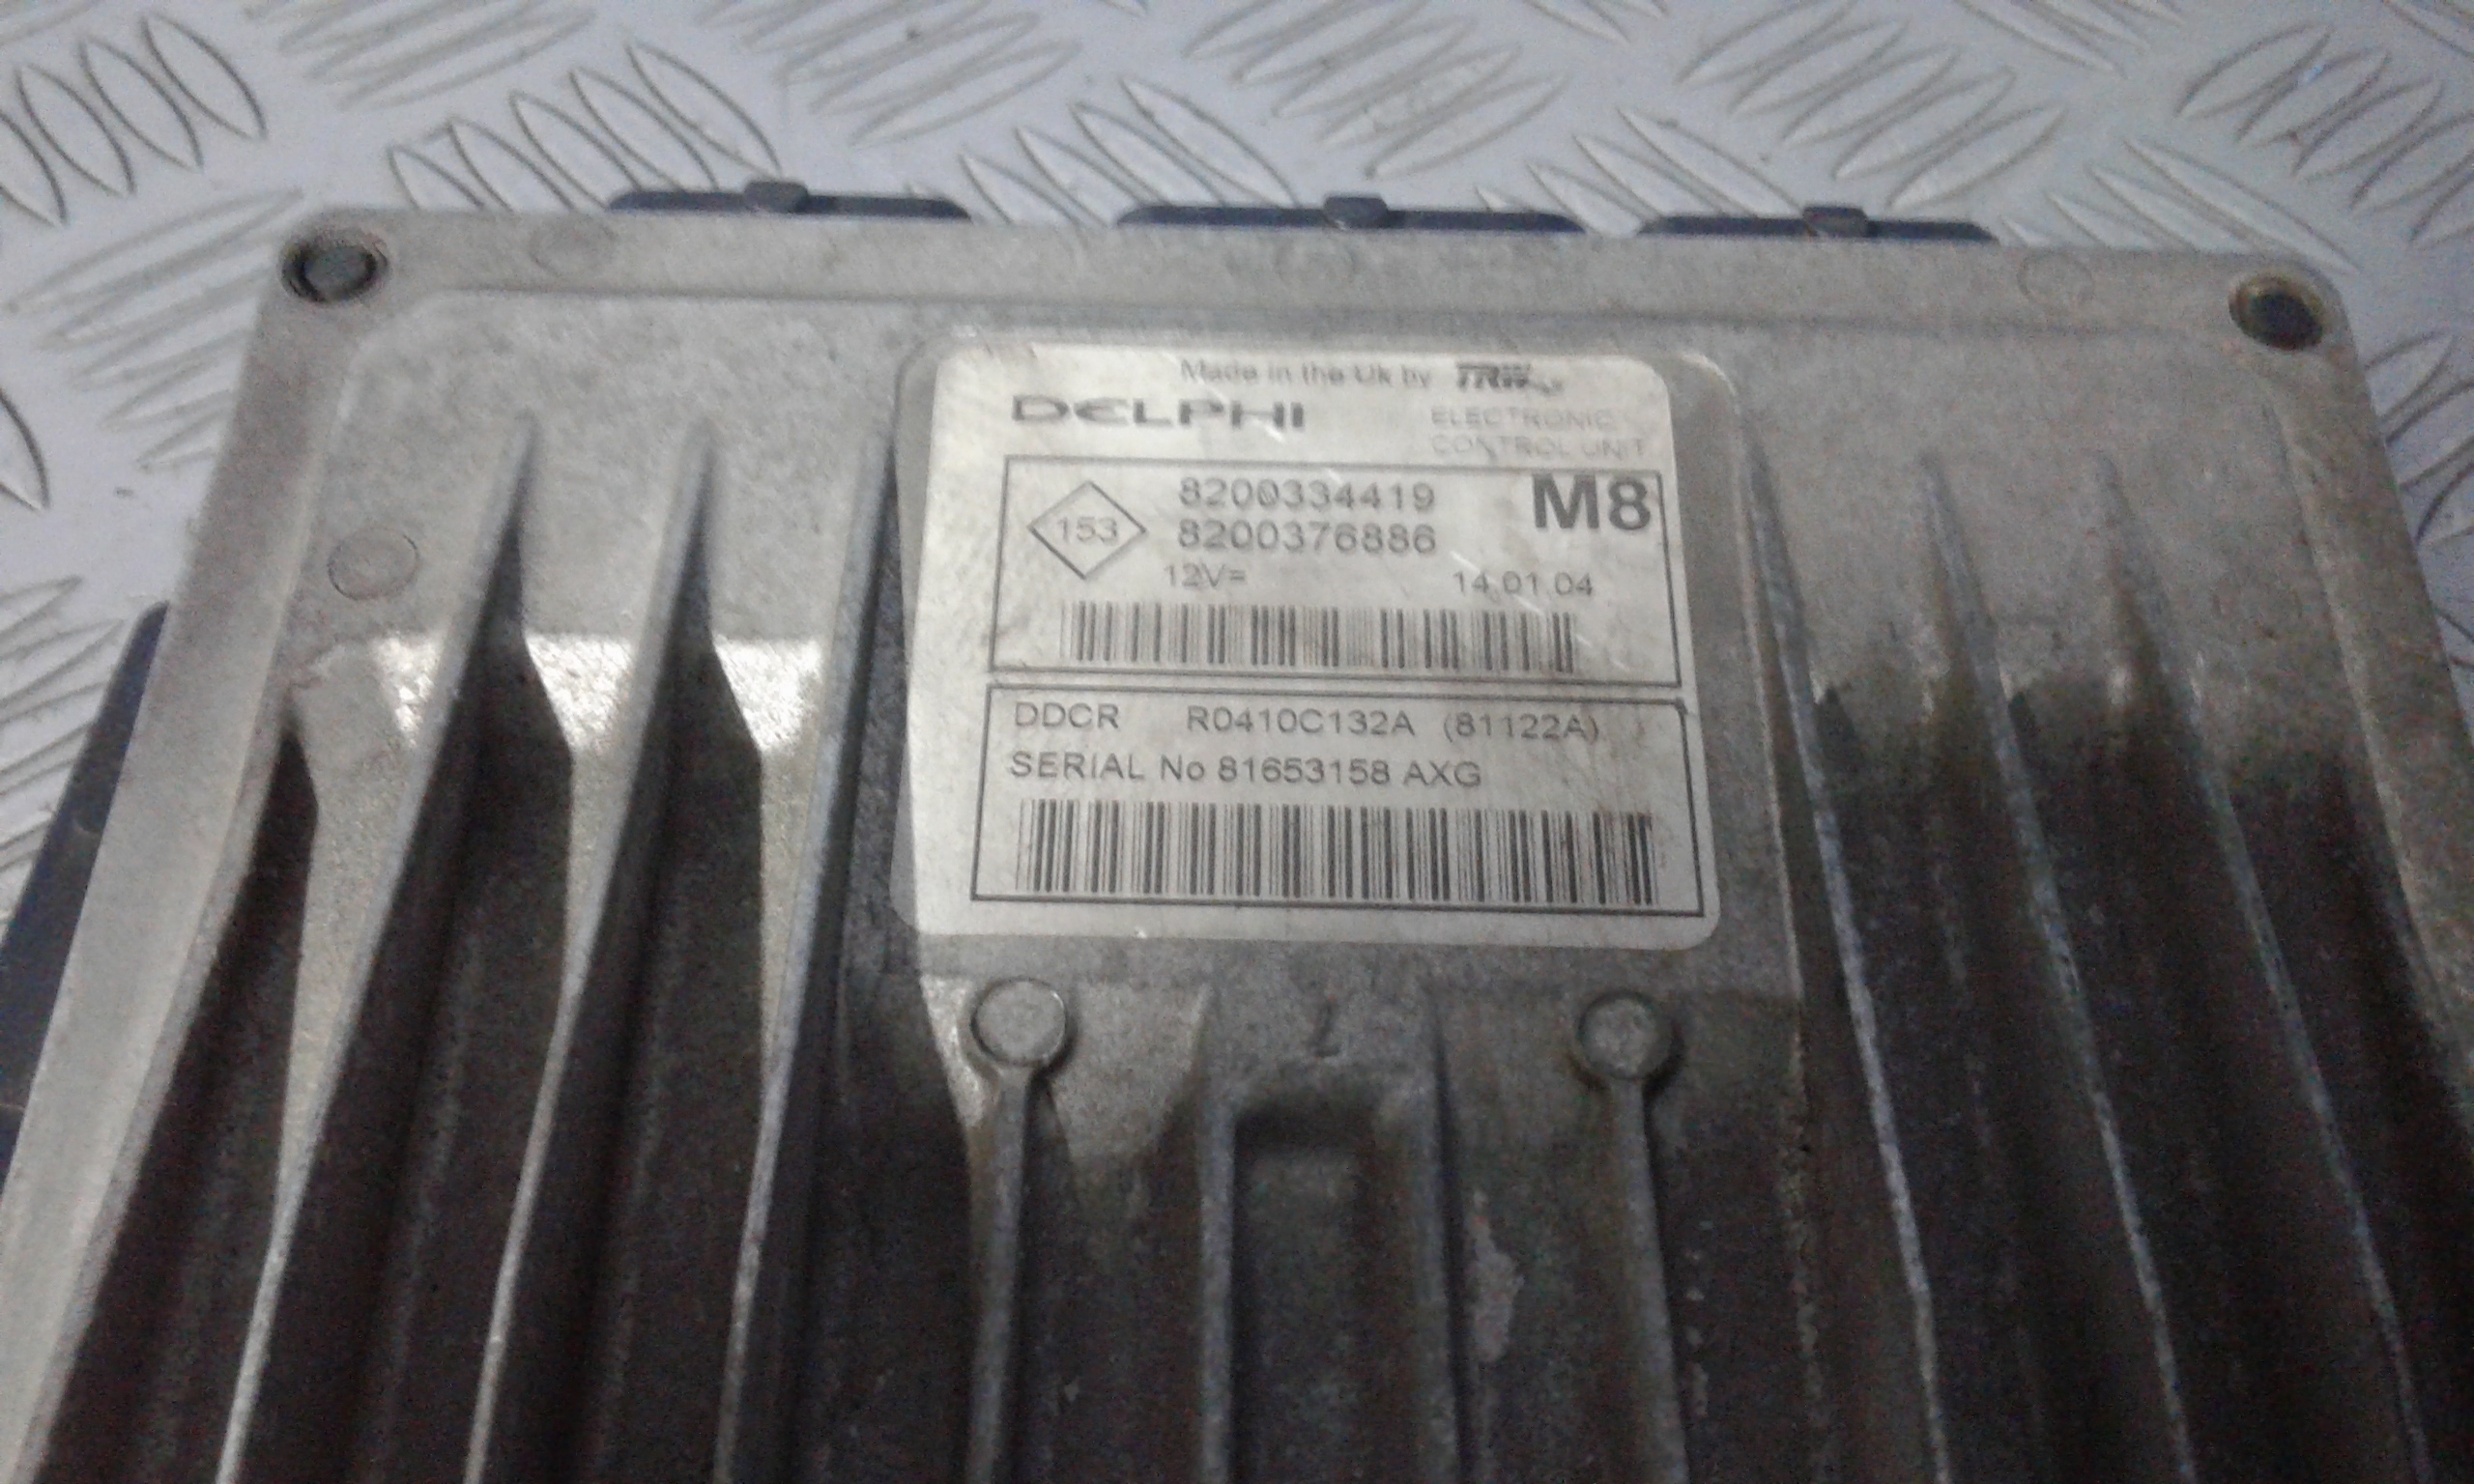 Made in the Uk by TRW
DELPHI
ELECTRONIC
CONTROL UNIT
153
8200334419
M8
8200376886
12V=
14.01.04
DDCR R0410C132A (81122A)
SERIAL No 81653158 AXG